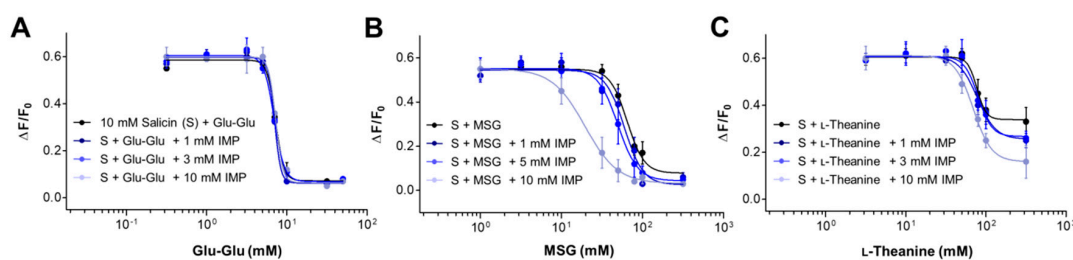 A
ΔF/F0
0.6
0.4
0.2
0.0
10 mM Salicin (S) + Glu-Glu
S + Glu-Glu + 1 mM IMP
S + Glu-Glu + 3 mM IMP
S + Glu-Glu + 10 mM IMP
10-1
100
101
102
Glu-Glu (mM)
B
ΔF/F0
0.6
0.4
0.2
0.0
S + MSG
S + MSG + 1 mM IMP
S + MSG + 5 mM IMP
S + MSG + 10 mM IMP
100
101
102
103
MSG (mM)
C
ΔF/F0
0.6
0.4
0.2
0.0
S + L-Theanine
S + L-Theanine + 1 mM IMP
S + L-Theanine + 3 mM IMP
S + L-Theanine + 10 mM IMP
100
101
102
103
L-Theanine (mM)